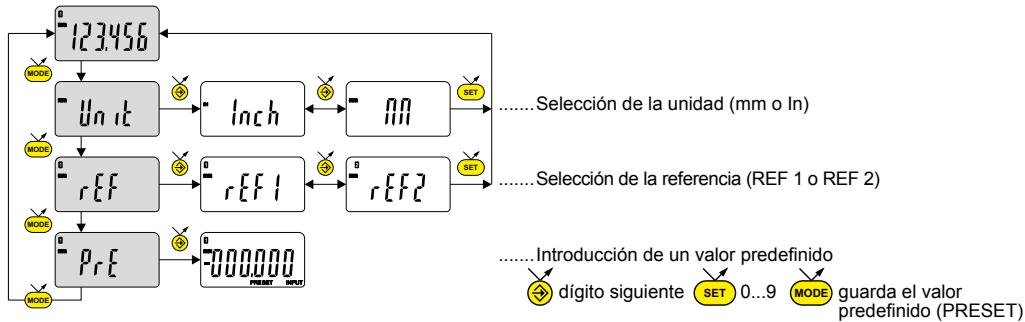 123.456
MODE
Unit Inch MM SET .......Selección de la unidad (mm o In)
MODE
rEF rEF1 rEF2 SET .......Selección de la referencia (REF 1 o REF 2)
MODE
PrE -000.000 PRESET INPUT .......Introducción de un valor predefinido
MODE
dígito siguiente SET 0...9 MODE guarda el valor
predefinido (PRESET)